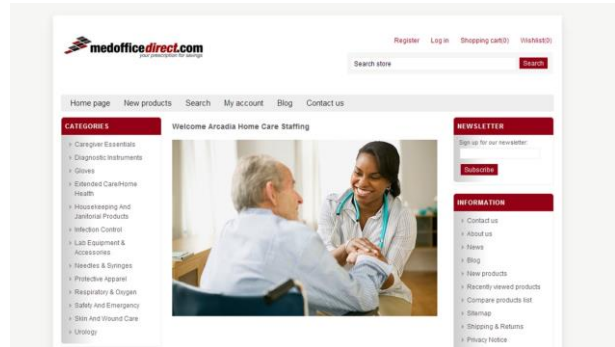 Register Log in Shopping cart(0) Wishlist(0)
medofficedirect.com
your prescription for savings
Search store
Search
Home page New products Search My account Blog Contact us
CATEGORIES
Caregiver Essentials
Diagnostic Instruments
Gloves
Extended Care/Home
Health
Housekeeping And
Janitorial Products
Infection Control
Lab Equipment &
Accessories
Needles & Syringes
Protective Apparel
Respiratory & Oxygen
Safety And Emergency
Skin And Wound Care
Urology
Welcome Arcadia Home Care Staffing
NEWSLETTER
Sign up for our newsletter:
Subscribe
INFORMATION
Contact us
About us
News
Blog
New products
Recently viewed products
Compare products list
Sitemap
Shipping & Returns
Privacy Notice